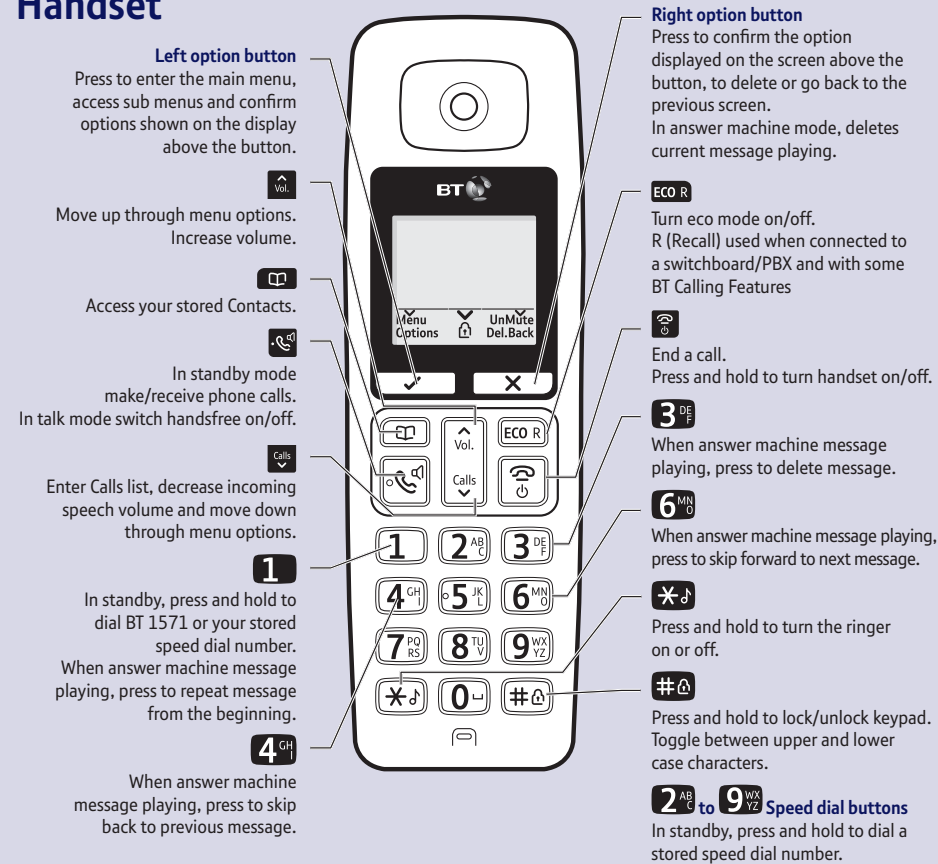 Handset
Left option button
Press to enter the main menu,
access sub menus and confirm
options shown on the display
above the button.
Vol.
Move up through menu options.
Increase volume.
Access your stored Contacts.
In standby mode
make/receive phone calls.
In talk mode switch handsfree on/off.
Calls
Enter Calls list, decrease incoming
speech volume and move down
through menu options.
1
In standby, press and hold to
dial BT 1571 or your stored
speed dial number.
When answer machine message
playing, press to repeat message
from the beginning.
4 GHI
When answer machine
message playing, press to skip
back to previous message.
BT
Menu UnMute
Options Del.Back
Vol. ECO R
Calls
1 2 ABC 3 DEF
4 GHI 5 JKL 6 MNO
7 PQRS 8 TUV 9 WXYZ
* 0 #
Right option button
Press to confirm the option
displayed on the screen above the
button, to delete or go back to the
previous screen.
In answer machine mode, deletes
current message playing.
ECO R
Turn eco mode on/off.
R (Recall) used when connected to
a switchboard/PBX and with some
BT Calling Features
End a call.
Press and hold to turn handset on/off.
3 DEF
When answer machine message
playing, press to delete message.
6 MNO
When answer machine message playing,
press to skip forward to next message.
*
Press and hold to turn the ringer
on or off.
#
Press and hold to lock/unlock keypad.
Toggle between upper and lower
case characters.
2 ABC to 9 WXYZ Speed dial buttons
In standby, press and hold to dial a
stored speed dial number.